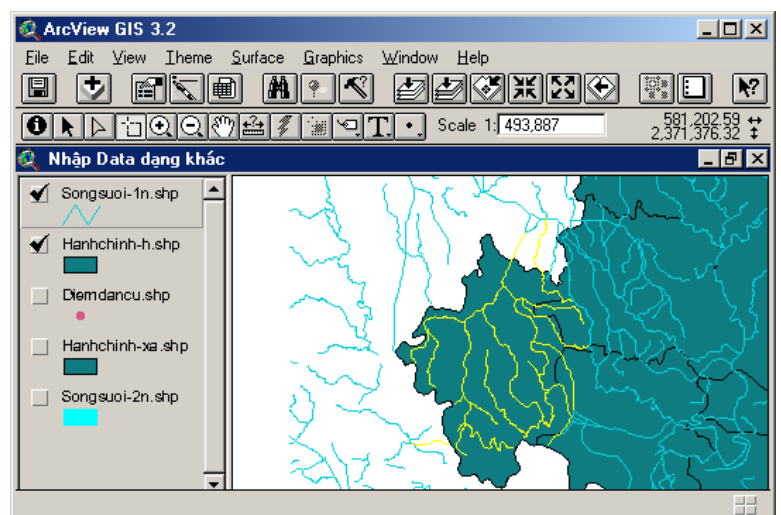 ArcView GIS 3.2
File Edit View Theme Surface Graphics Window Help
Scale 1: 493,887
581,202.59
2,371,376.32
Nhập Data dạng khác
Songsuoi-1n.shp
Hanhchinh-h.shp
Diemdancu.shp
Hanhchinh-xa.shp
Songsuoi-2n.shp